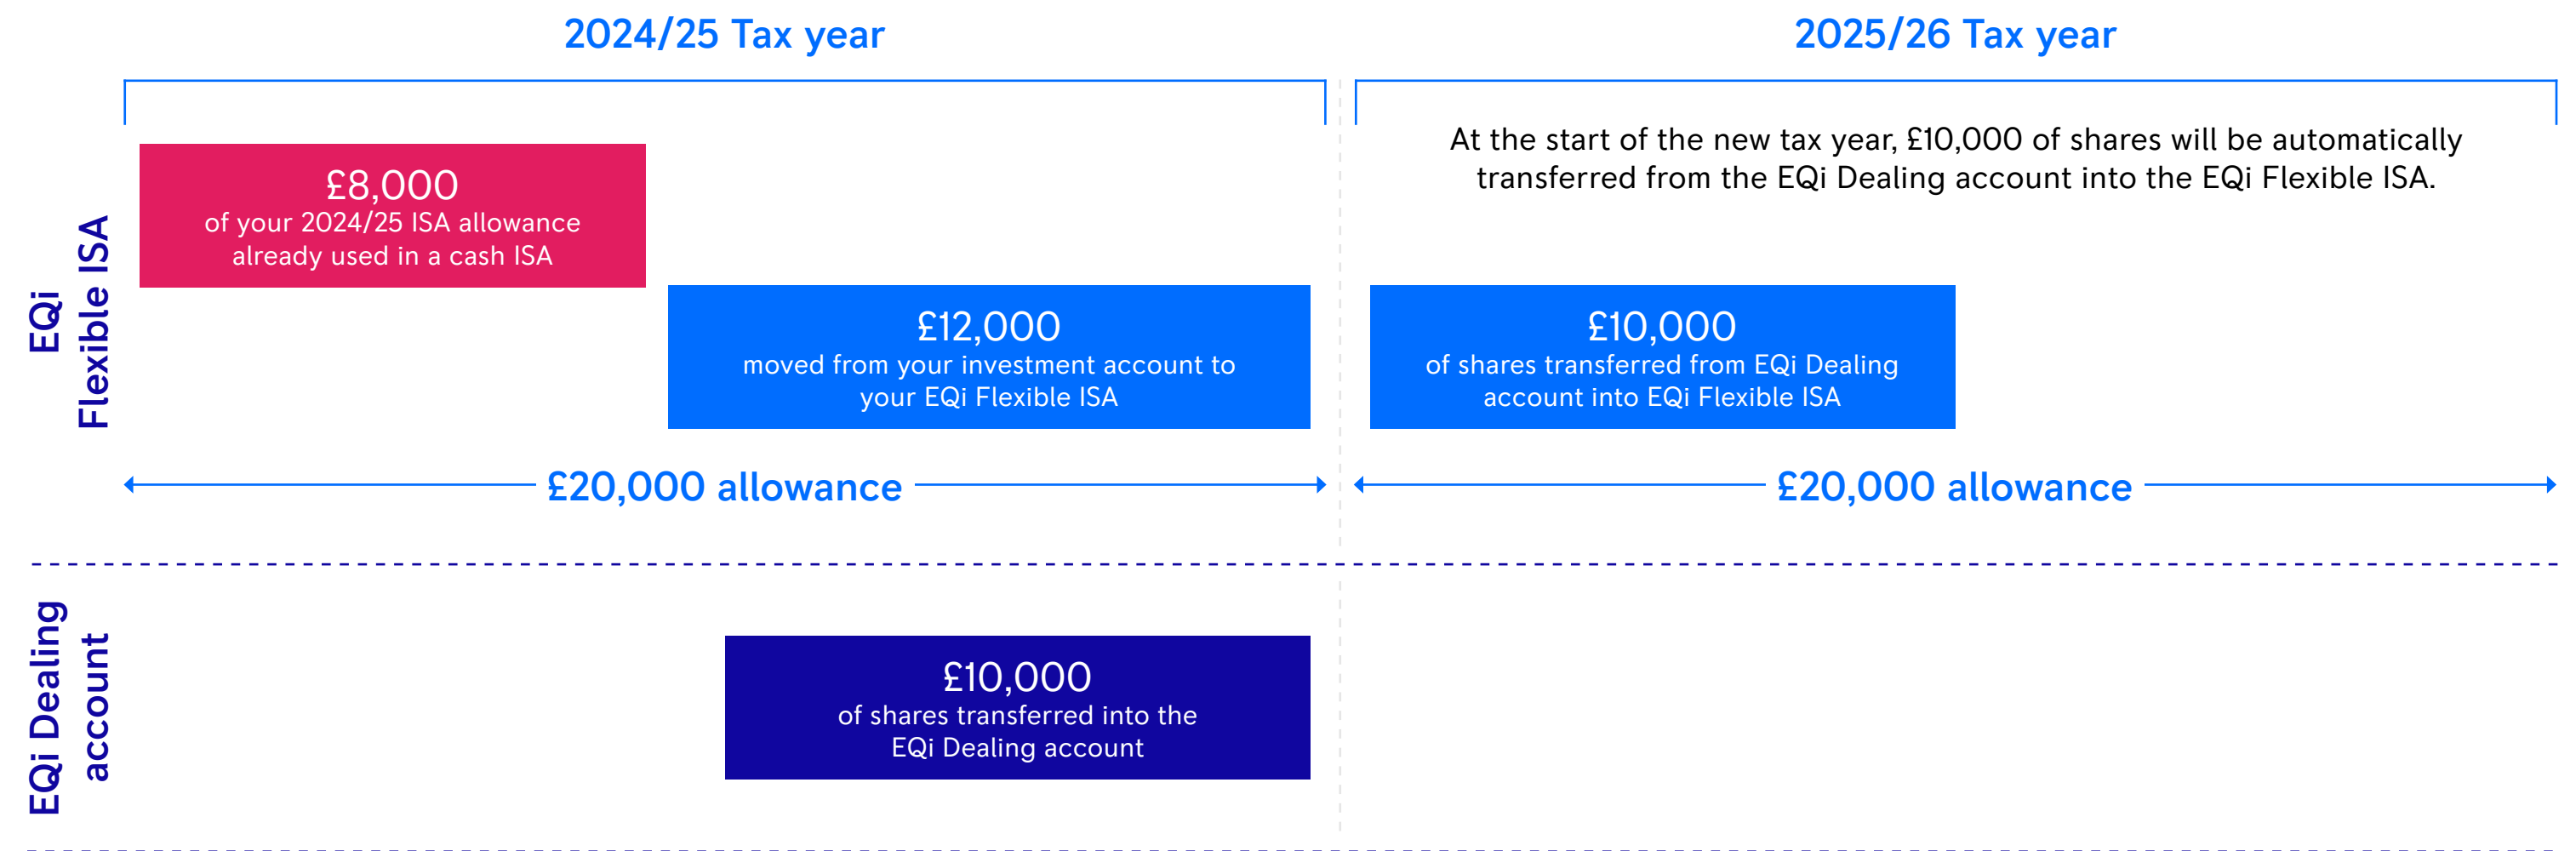 2024/25 Tax year
2025/26 Tax year
EQi
Flexible ISA
£8,000
of your 2024/25 ISA allowance
already used in a cash ISA
£12,000
moved from your investment account to
your EQi Flexible ISA
At the start of the new tax year, £10,000 of shares will be automatically
transferred from the EQi Dealing account into the EQi Flexible ISA.
£10,000
of shares transferred from EQi Dealing
account into EQi Flexible ISA
£20,000 allowance
£20,000 allowance
EQi Dealing
account
£10,000
of shares transferred into the
EQi Dealing account